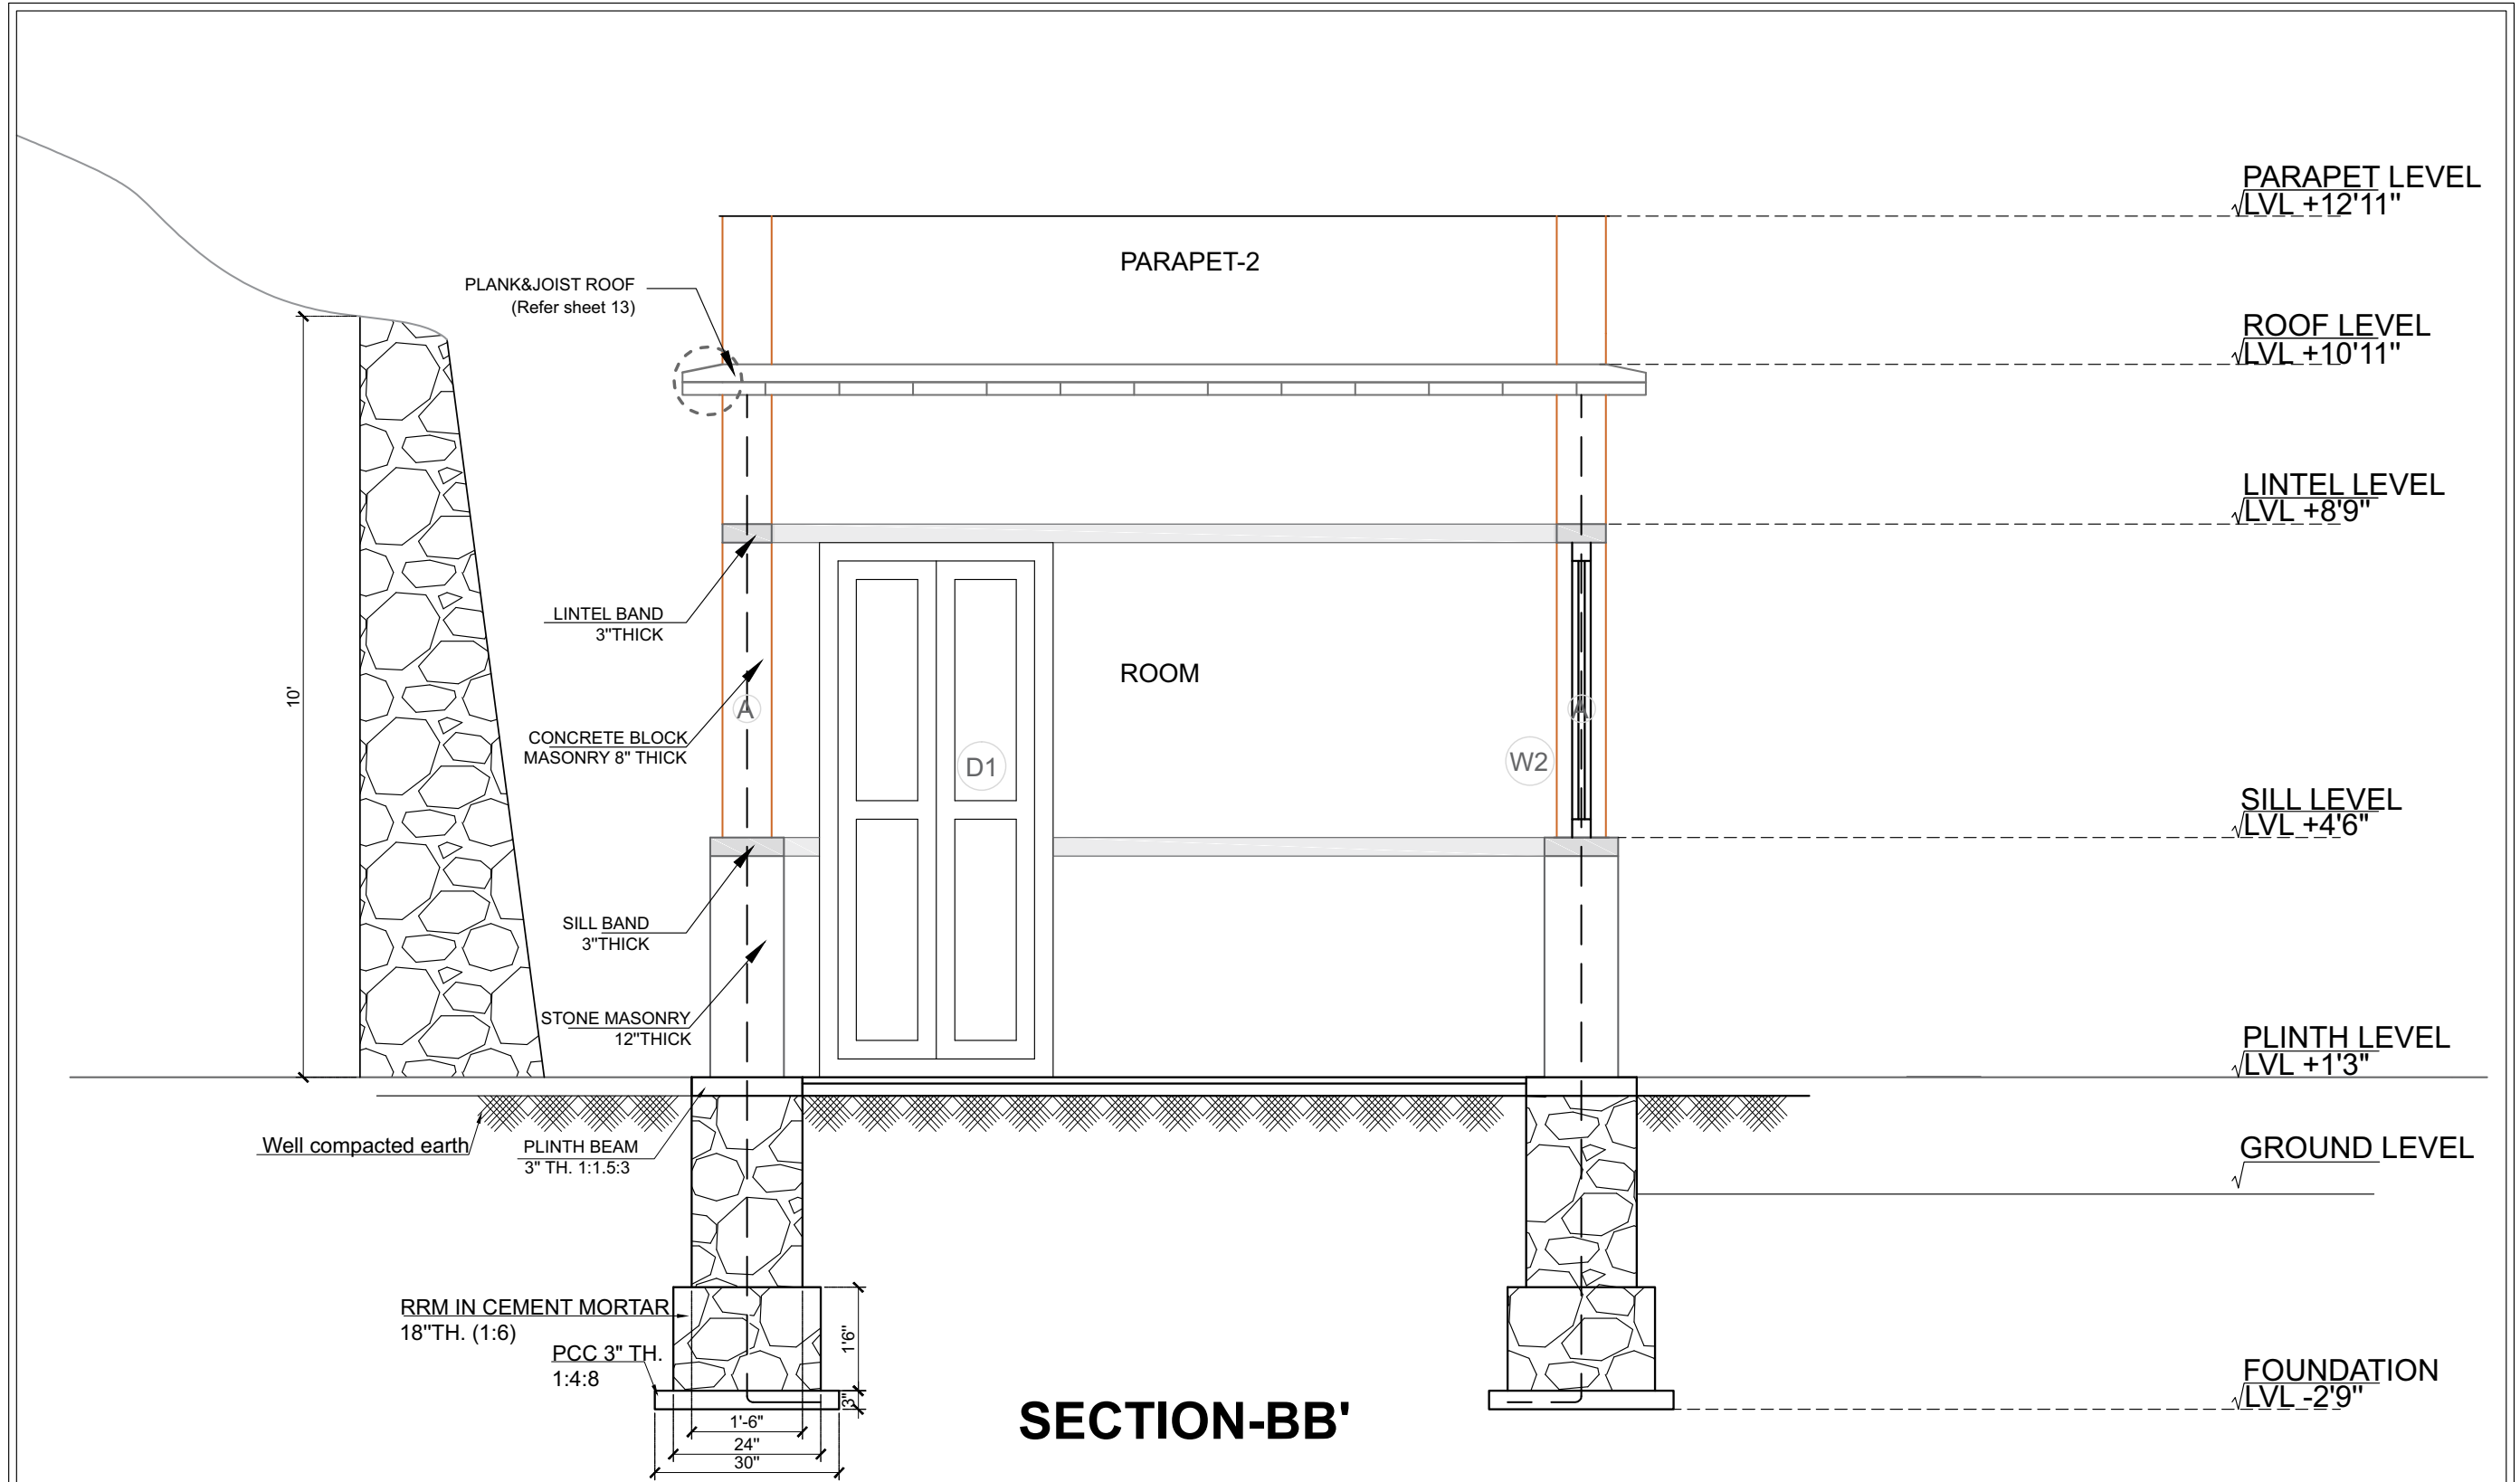 PARAPET LEVEL
LVL +12'11"
PARAPET-2
PLANK&JOIST ROOF
(Refer sheet 13)
ROOF LEVEL
LVL +10'11"
LINTEL LEVEL
LVL +8'9"
LINTEL BAND
3"THICK
10'
ROOM
A
A
CONCRETE BLOCK
MASONRY 8" THICK
D1
W2
SILL LEVEL
LVL +4'6"
SILL BAND
3"THICK
STONE MASONRY
12"THICK
PLINTH LEVEL
LVL +1'3"
Well compacted earth
PLINTH BEAM
3" TH. 1:1.5:3
GROUND LEVEL
RRM IN CEMENT MORTAR
18"TH. (1:6)
1'6"
PCC 3" TH.
1:4:8
3"
FOUNDATION
LVL -2'9"
SECTION-BB'
1'-6"
24"
30"